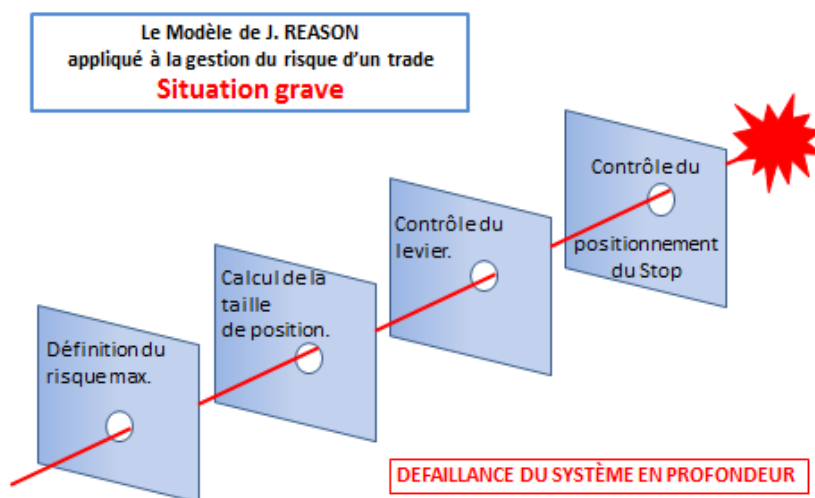 Le Modèle de J. REASON
appliqué à la gestion du risque d'un trade
Situation grave
Contrôle du
positionnement
du Stop
Contrôle du
levier.
Calcul de la
taille
de position.
Définition du
risque max.
DEFAILLANCE DU SYSTÈME EN PROFONDEUR